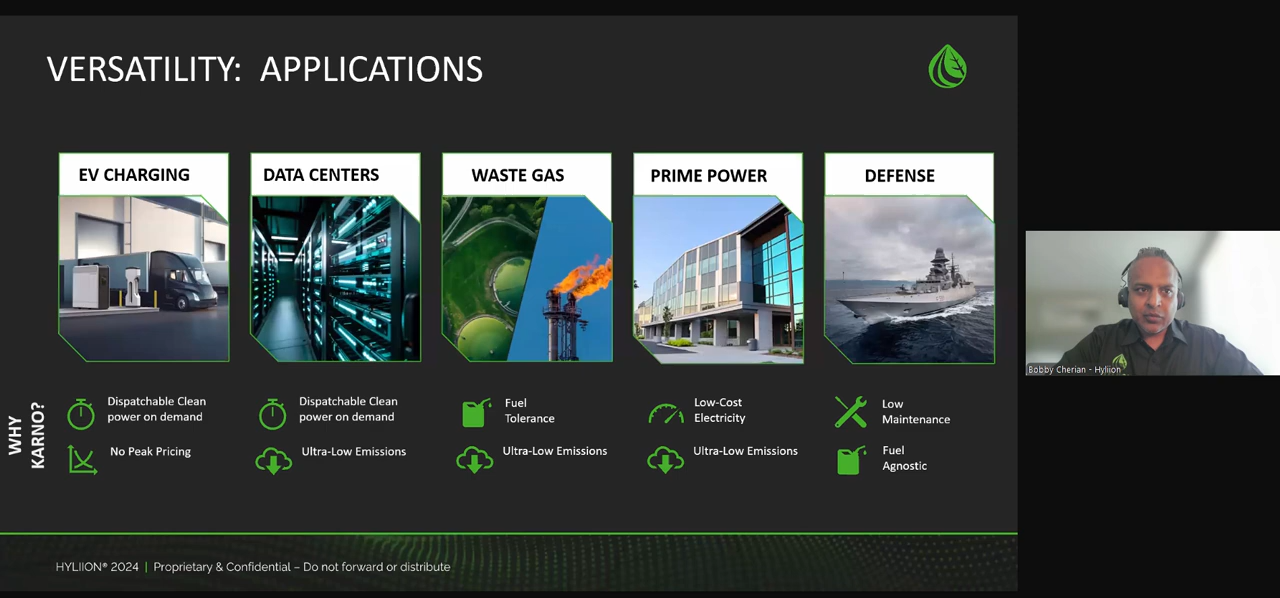 VERSATILITY: APPLICATIONS
EV CHARGING
DATA CENTERS
WASTE GAS
PRIME POWER
DEFENSE
WHY
KARNO?
Dispatchable Clean
power on demand
No Peak Pricing
Dispatchable Clean
power on demand
Ultra-Low Emissions
Fuel
Tolerance
Ultra-Low Emissions
Low-Cost
Electricity
Ultra-Low Emissions
Low
Maintenance
Fuel
Agnostic
HYLIION® 2024 | Proprietary & Confidential – Do not forward or distribute
Bobby Cherian - Hyliion